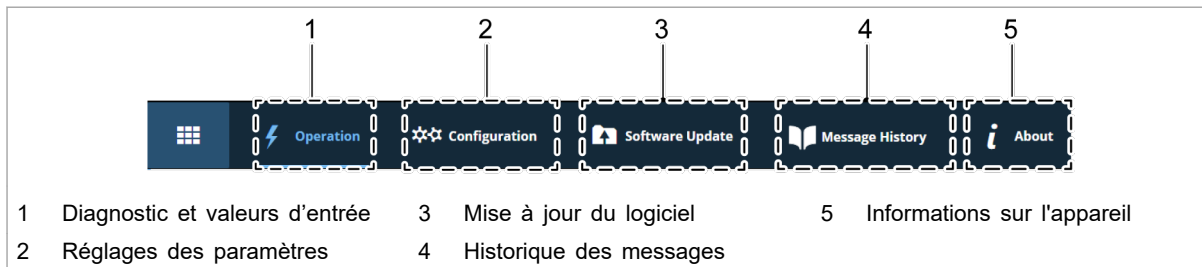 1 2 3 4 5
Operation Configuration Software Update Message History About
1 Diagnostic et valeurs d’entrée 3 Mise à jour du logiciel 5 Informations sur l'appareil
2 Réglages des paramètres 4 Historique des messages